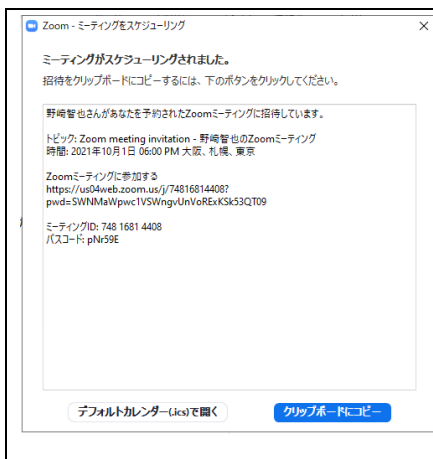 Zoom - ミーティングをスケジューリング
ミーティングがスケジューリングされました。
招待をクリップボードにコピーするには、下のボタンをクリックしてください。
野崎智也さんがあなたを予約されたZoomミーティングに招待しています。
トピック: Zoom meeting invitation - 野崎智也のZoomミーティング
時間: 2021年10月1日 06:00 PM 大阪、札幌、東京
Zoomミーティングに参加する
https://us04web.zoom.us/j/74816814408?
pwd=SWNMaWpwc1VSWngvUnVoRExKSk53QT09
ミーティングID: 748 1681 4408
パスコード: pNr59E
デフォルトカレンダー(.ics)で開く
クリップボードにコピー